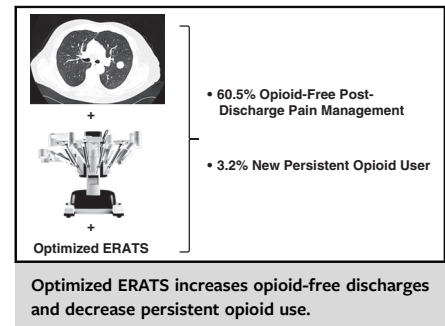 +
+
Optimized ERATS
• 60.5% Opioid-Free Post-
Discharge Pain Management
• 3.2% New Persistent Opioid User
Optimized ERATS increases opioid-free discharges
and decrease persistent opioid use.